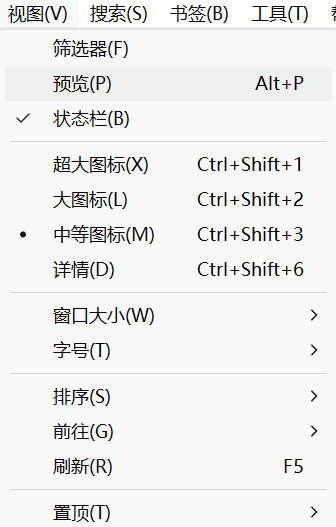 视图(V) 搜索(S) 书签(B) 工具(T)
筛选器(F)
预览(P) Alt+P
状态栏(B)
超大图标(X) Ctrl+Shift+1
大图标(L) Ctrl+Shift+2
中等图标(M) Ctrl+Shift+3
详情(D) Ctrl+Shift+6
窗口大小(W)
字号(T)
排序(S)
前往(G)
刷新(R) F5
置顶(T)